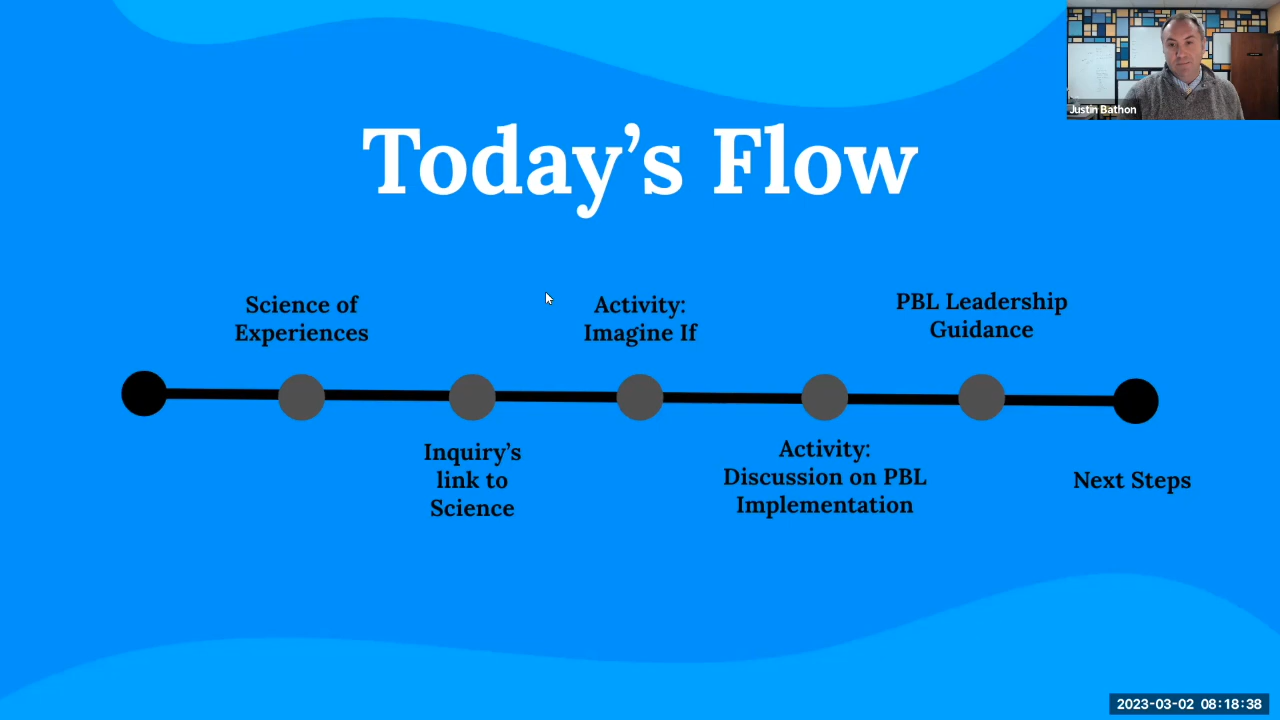 Justin Bathon
Today’s Flow
Science of
Experiences
Inquiry’s
link to
Science
Activity:
Imagine If
Activity:
Discussion on PBL
Implementation
PBL Leadership
Guidance
Next Steps
2023-03-02 08:18:38